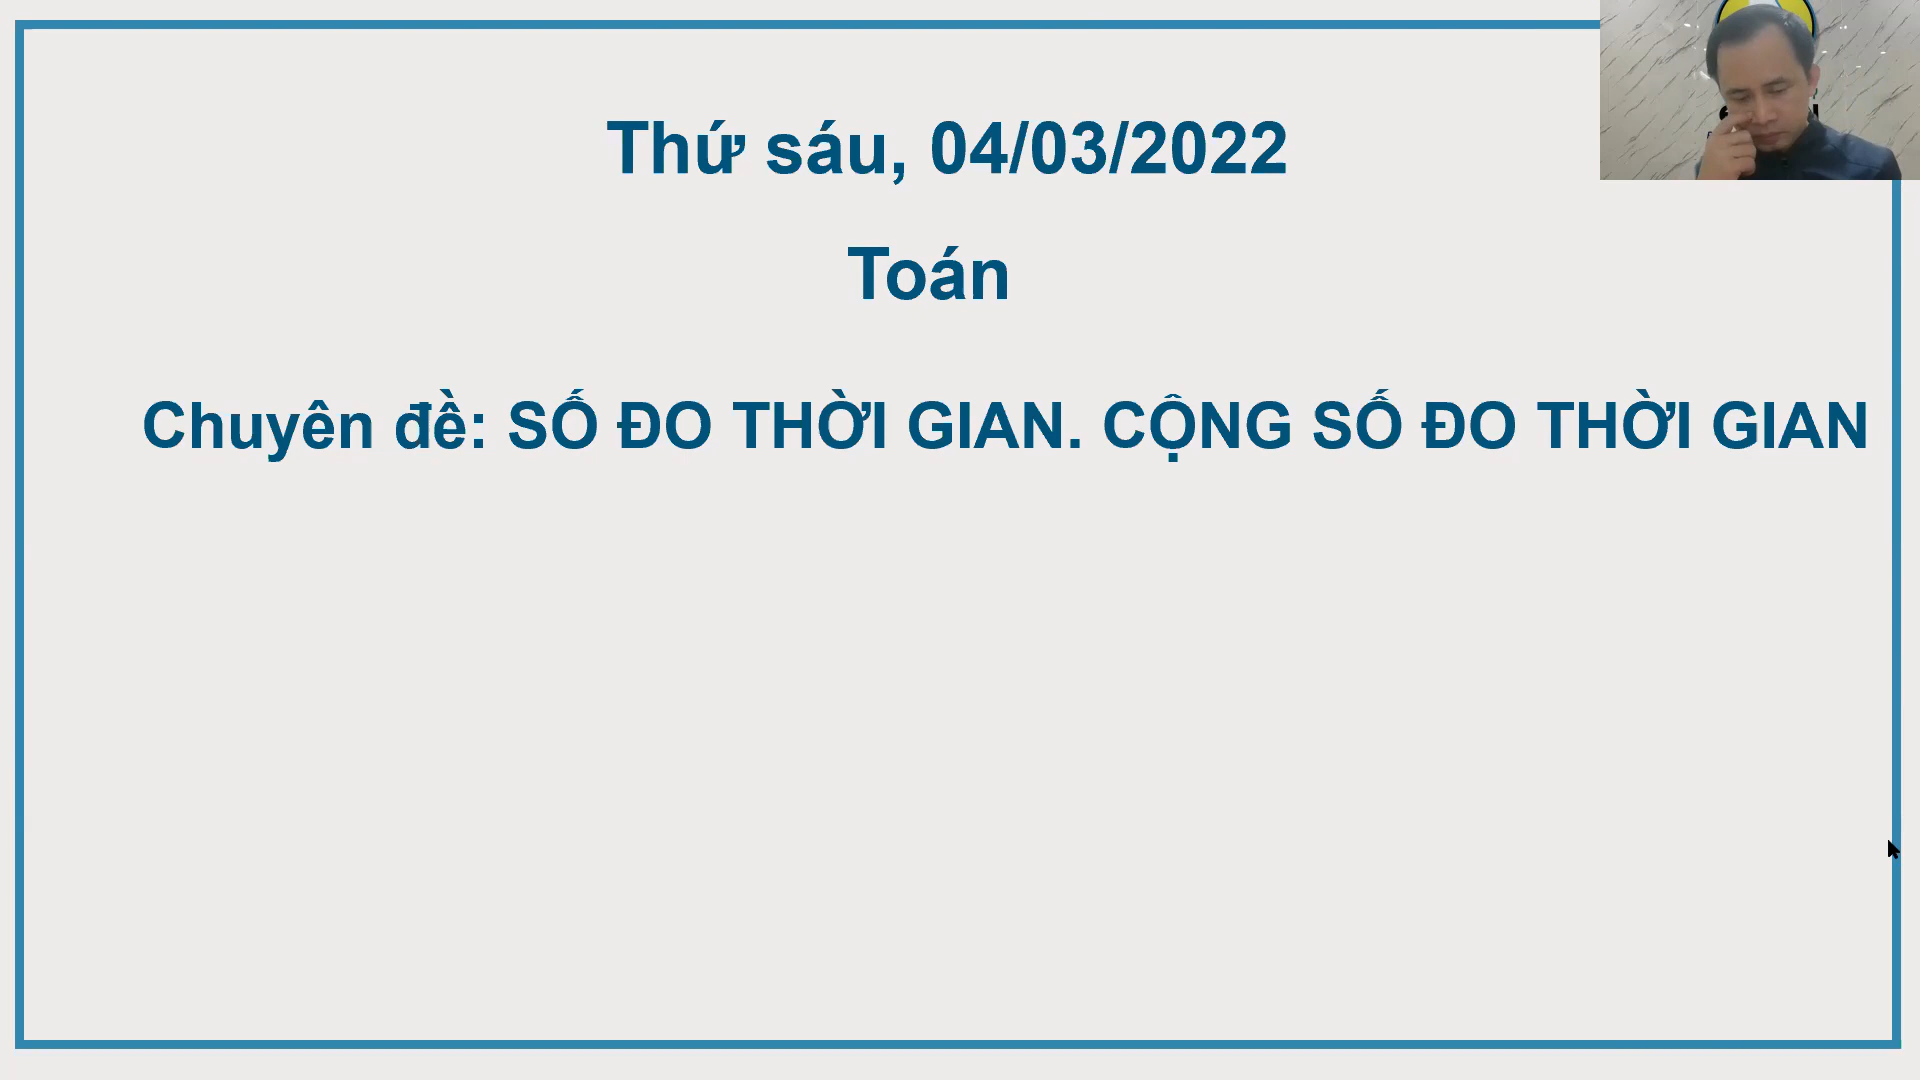 Thứ sáu, 04/03/2022
Toán
Chuyên đề: SỐ ĐO THỜI GIAN. CỘNG SỐ ĐO THỜI GIAN